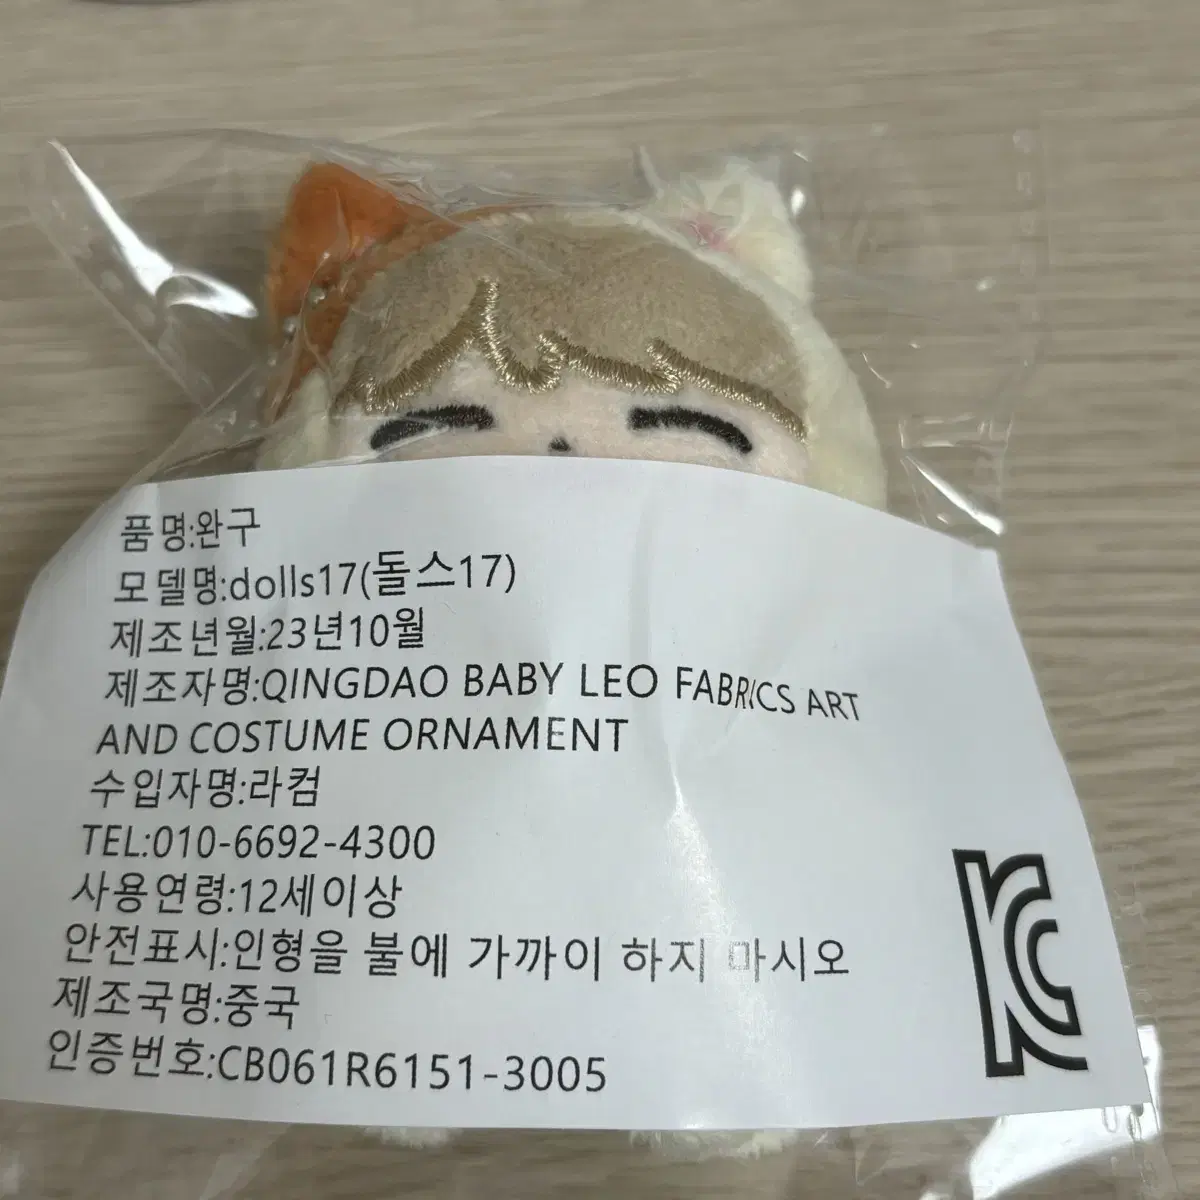 품명:완구
모델명:dolls17(돌스17)
제조년월:23년10월
제조자명:QINGDAO BABY LEO FABRICS ART
AND COSTUME ORNAMENT
수입자명:라컴
TEL:010-6692-4300
사용연령:12세이상
안전표시:인형을 불에 가까이 하지 마시오
제조국명:중국
인증번호:CB061R6151-3005
KC